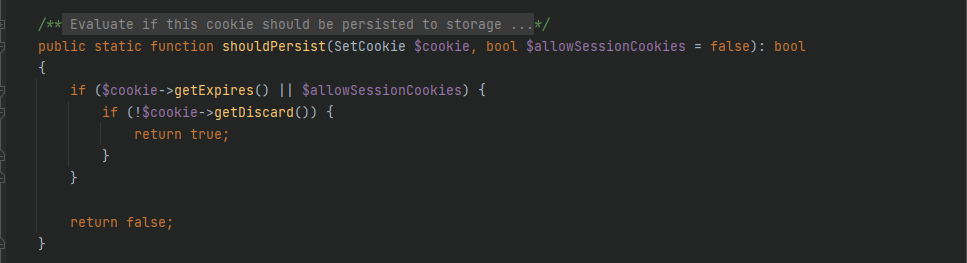 /** Evaluate if this cookie should be persisted to storage ...*/
public static function shouldPersist(SetCookie $cookie, bool $allowSessionCookies = false): bool
{
    if ($cookie->getExpires() || $allowSessionCookies) {
        if (!$cookie->getDiscard()) {
            return true;
        }
    }

    return false;
}